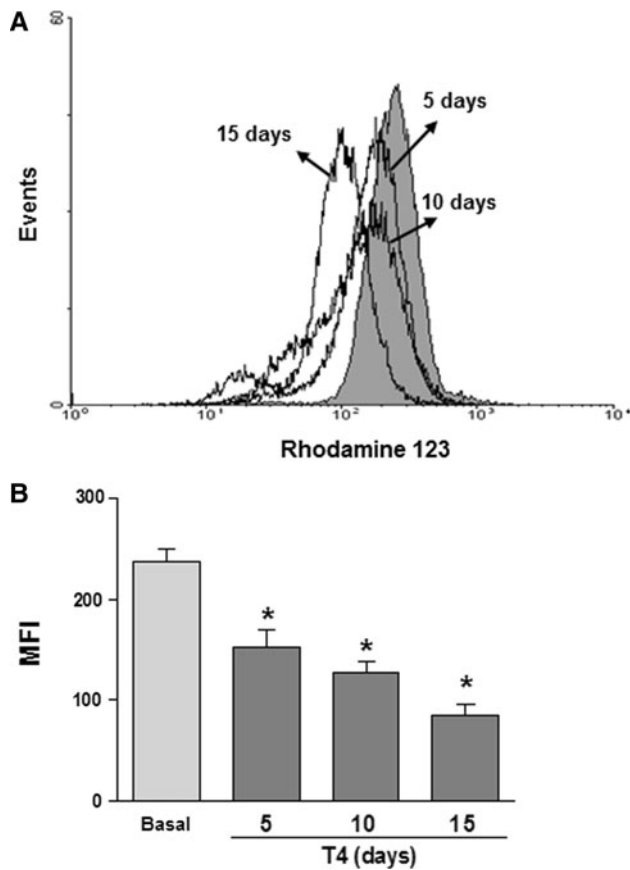 A
60
5 days
15 days
10 days
Events
0
10⁰ 10¹ 10² 10³
Rhodamine 123
B
300
200
100
0
MFI
*
*
*
Basal 5 10 15
T4 (days)